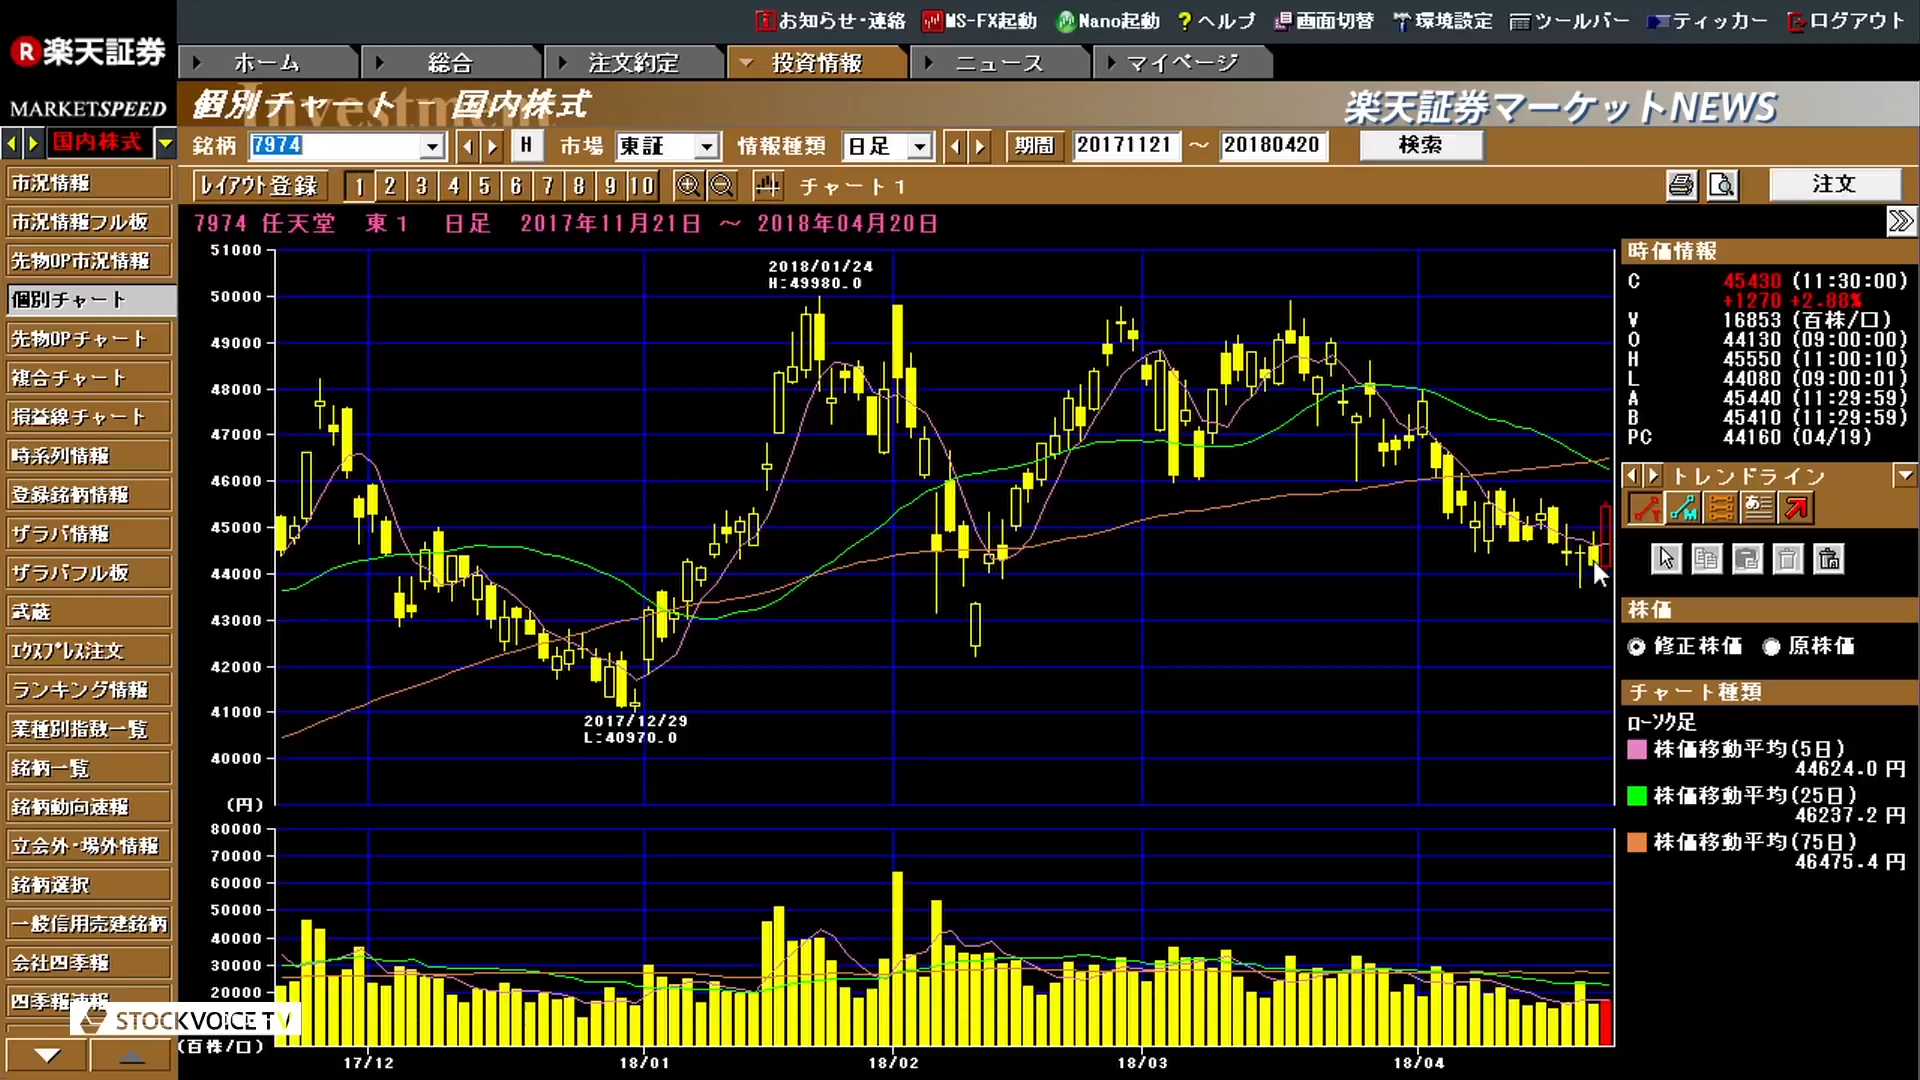 お知らせ・連絡 MS-FX起動 Nano起動 ? ヘルプ 画面切替 環境設定 ツールバー ティッカー ログアウト
R楽天証券
MARKETSPEED
ホーム 総合 注文約定 投資情報 ニュース マイページ
個別チャート - 国内株式
楽天証券マーケットNEWS
国内株式
銘柄 7974 H 市場 東証 情報種類 日足 期間 20171121 ～ 20180420 検索
レイアウト登録 1 2 3 4 5 6 7 8 9 10 チャート1 注文
7974 任天堂 東1 日足 2017年11月21日 ～ 2018年04月20日
市況情報
市況情報フル板
先物OP市況情報
個別チャート
先物OPチャート
複合チャート
損益線チャート
時系列情報
登録銘柄情報
ザラバ情報
ザラバフル板
武蔵
エクスプレス注文
ランキング情報
業種別指数一覧
銘柄一覧
銘柄動向速報
立会外・場外情報
銘柄選択
一般信用売建銘柄
会社四季報
四季報速報
STOCKVOICE TV
51000
50000
49000
48000
47000
46000
45000
44000
43000
42000
41000
40000
(円)
2018/01/24
H:49980.0
2017/12/29
L:40970.0
80000
70000
60000
50000
40000
30000
20000
(百株/口)
17/12 18/01 18/02 18/03 18/04
時価情報
C 45430 (11:30:00)
+1270 +2.88%
V 16853 (百株/口)
O 44130 (09:00:00)
H 45550 (11:00:10)
L 44080 (09:00:01)
A 45440 (11:29:59)
B 45410 (11:29:59)
PC 44160 (04/19)
トレンドライン
株価
修正株価 原株価
チャート種類
ローソク足
株価移動平均(5日)
44624.0 円
株価移動平均(25日)
46237.2 円
株価移動平均(75日)
46475.4 円